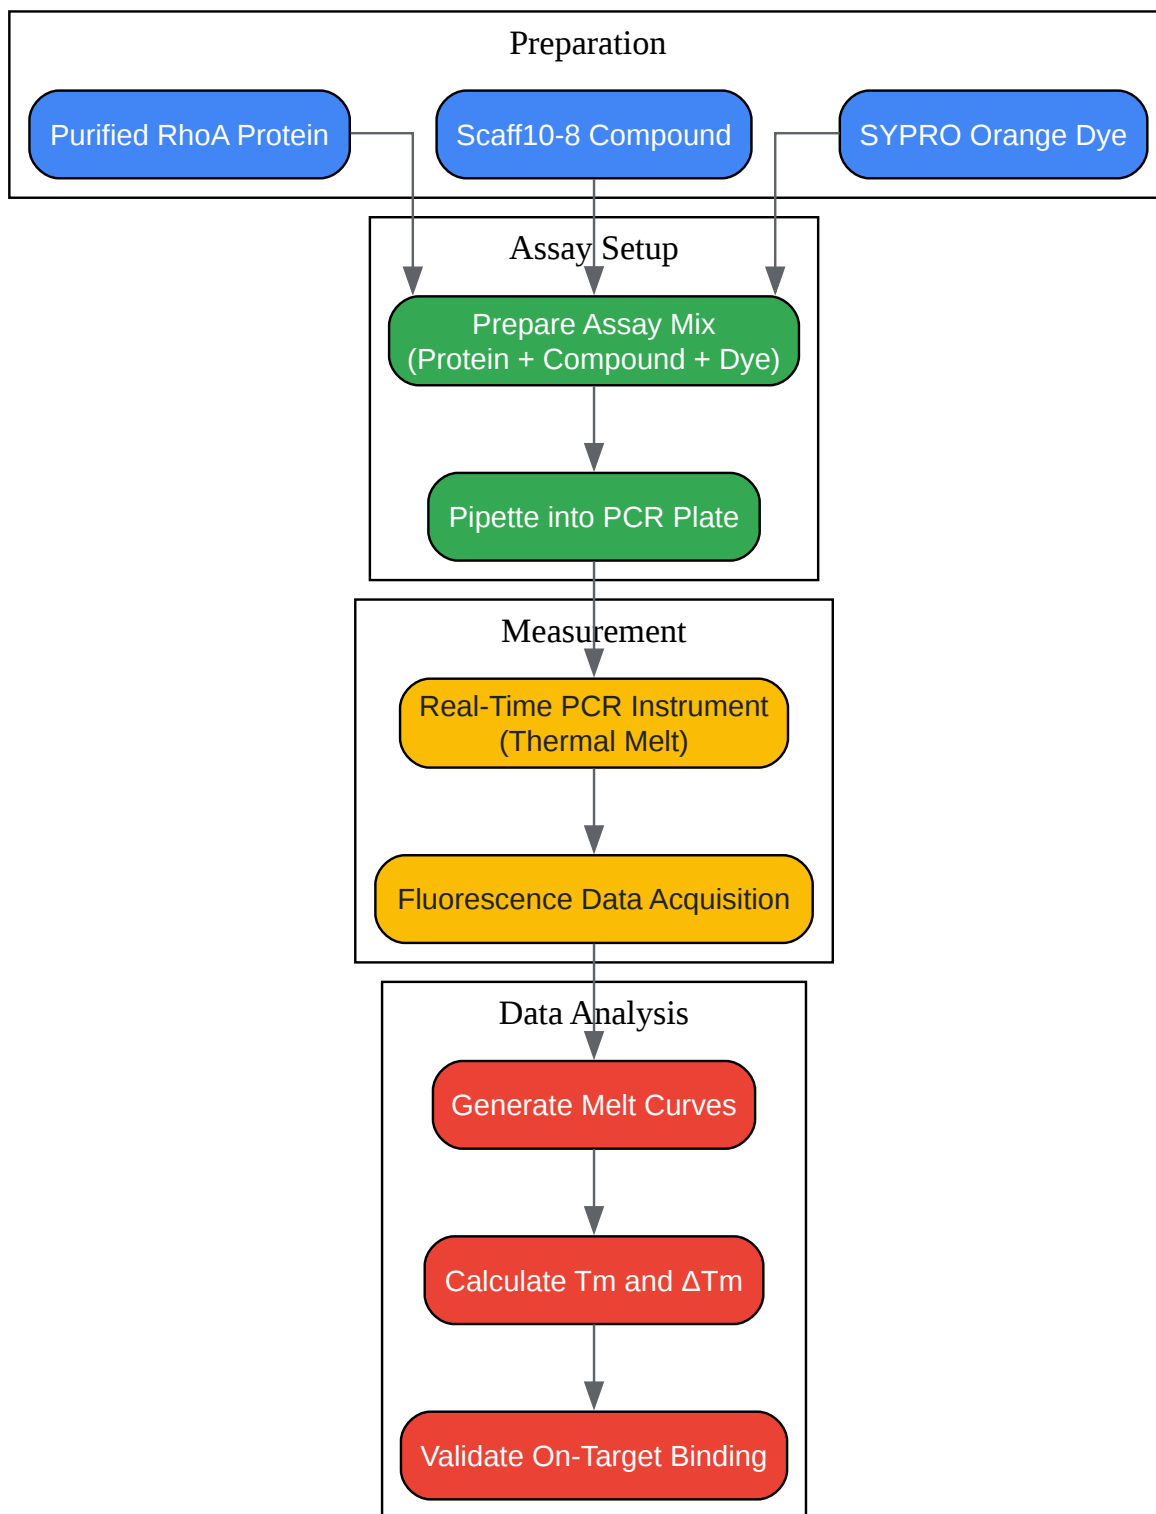 Preparation
Purified RhoA Protein
Scaff10-8 Compound
SYPRO Orange Dye
Assay Setup
Prepare Assay Mix
(Protein + Compound + Dye)
Pipette into PCR Plate
Measurement
Real-Time PCR Instrument
(Thermal Melt)
Fluorescence Data Acquisition
Data Analysis
Generate Melt Curves
Calculate Tm and ΔTm
Validate On-Target Binding